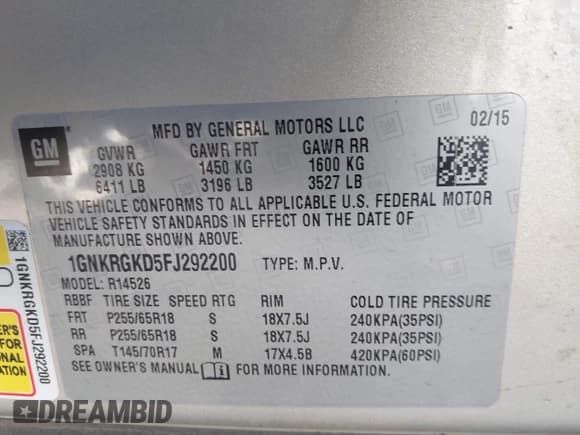 GM
MFD BY GENERAL MOTORS LLC 02/15
GVWR GAWR FRT GAWR RR
2908 KG 1450 KG 1600 KG
6411 LB 3196 LB 3527 LB
THIS VEHICLE CONFORMS TO ALL APPLICABLE U.S. FEDERAL MOTOR
VEHICLE SAFETY STANDARDS IN EFFECT ON THE DATE OF
MANUFACTURE SHOWN ABOVE.
1GNKRGKD5FJ292200 TYPE: M.P.V.
MODEL: R14526
RBBF TIRE SIZE SPEED RTG RIM COLD TIRE PRESSURE
FRT P255/65R18 S 18X7.5J 240KPA(35PSI)
RR P255/65R18 S 18X7.5J 240KPA(35PSI)
SPA T145/70R17 M 17X4.5B 420KPA(60PSI)
SEE OWNER'S MANUAL FOR MORE INFORMATION.
1GNKRGKD5FJ292200
DREAMBID